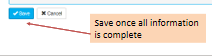 Save Cancel
Save once all information
is complete